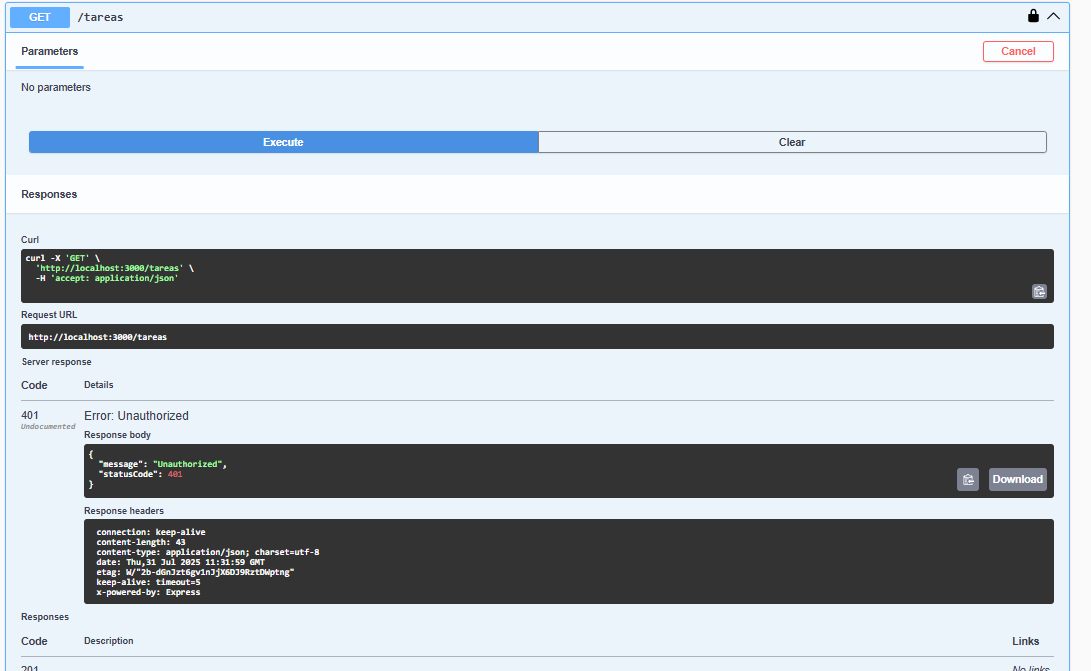 GET /tareas
Parameters
Cancel
No parameters
Execute
Clear
Responses
Curl
curl -X 'GET' \
'http://localhost:3000/tareas' \
-H 'accept: application/json'
Request URL
http://localhost:3000/tareas
Server response
Code Details
401 Error: Unauthorized
Undocumented
Response body
{
"message": "Unauthorized",
"statusCode": 401
}
Download
Response headers
connection: keep-alive
content-length: 43
content-type: application/json; charset=utf-8
date: Thu,31 Jul 2025 11:31:59 GMT
etag: W/"2b-dGnJzt6gv1nJjX6DJ9RztDWptng"
keep-alive: timeout=5
x-powered-by: Express
Responses
Code Description Links
201 No links